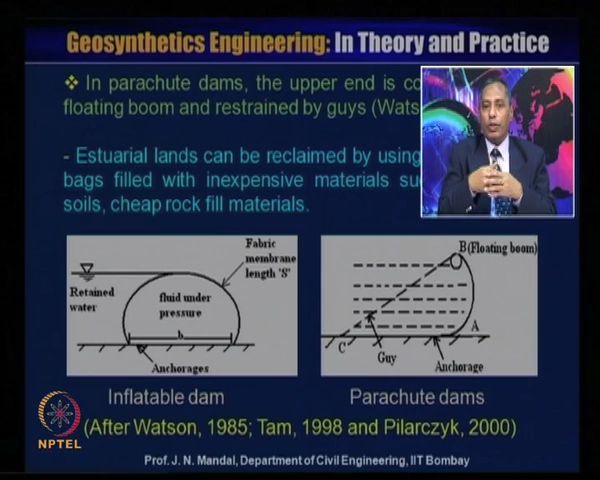 Geosynthetics Engineering: In Theory and Practice
❖ In parachute dams, the upper end is co
floating boom and restrained by guys (Wats
- Estuarial lands can be reclaimed by using
bags filled with inexpensive materials su
soils, cheap rock fill materials.
Fabric
membrane
length 'S'
Retained
water
fluid under
pressure
b
Anchorages
B(Floating boom)
A
C
Guy
Anchorage
Inflatable dam
Parachute dams
(After Watson, 1985; Tam, 1998 and Pilarczyk, 2000)
NPTEL
Prof. J. N. Mandal, Department of Civil Engineering, IIT Bombay